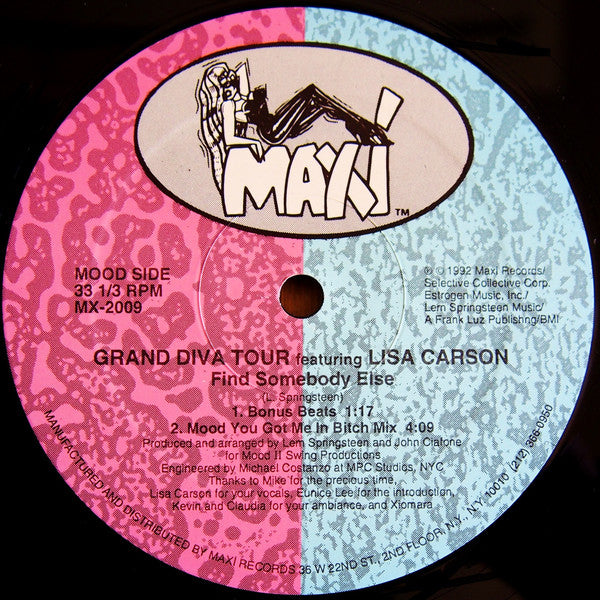 MAXI
TM
MOOD SIDE
33 1/3 RPM
MX-2009
℗ © 1992 Maxi Records/
Selective Collective Corp.
Estrogen Music, Inc./
Lem Springsteen Music/
A Frank Luz Publishng/BMI
GRAND DIVA TOUR featuring LISA CARSON
Find Somebody Else
(L. Springsteen)
1. Bonus Beats 1:17
2. Mood You Got Me In Bitch Mix 4:09
Produced and arranged by Lem Springsteen and John Ciafone
for Mood II Swing Productions
Engineered by Michael Costanzo at MPC Studios, NYC
Thanks to Mike for the precious time,
Lisa Carson for your vocals, Eunice Lee for the introduction,
Kevin and Claudia for your ambiance, and Xiomara
MANUFACTURED AND DISTRIBUTED BY MAXI RECORDS 36 W 22ND ST., 2ND FLOOR, N.Y., N.Y. 10010 (212) 366-0950